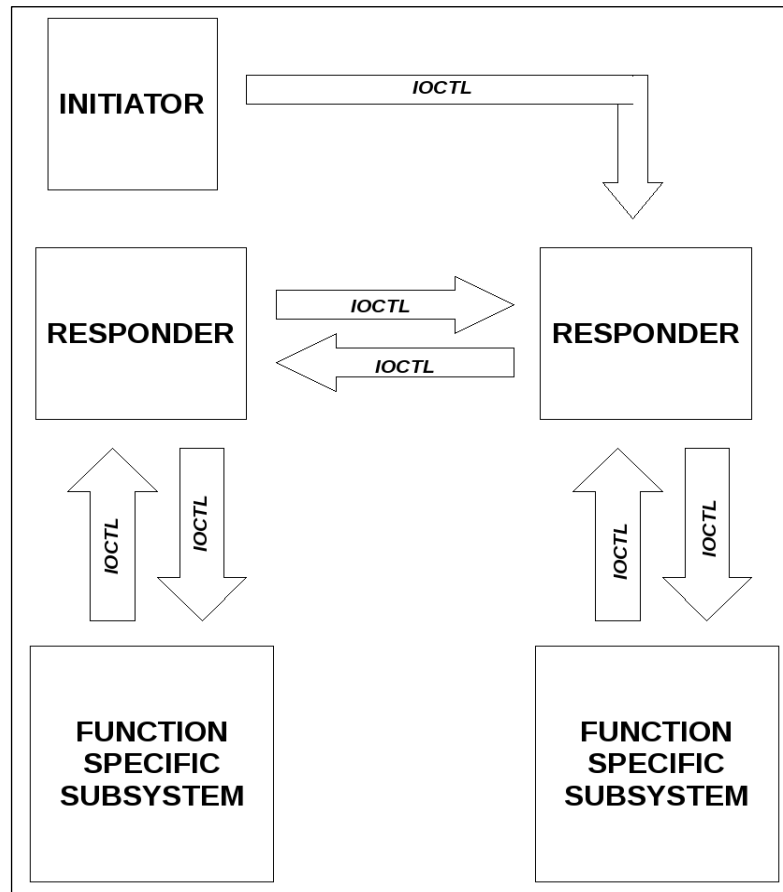 INITIATOR
IOCTL
RESPONDER
IOCTL
IOCTL
RESPONDER
IOCTL
IOCTL
IOCTL
IOCTL
FUNCTION
SPECIFIC
SUBSYSTEM
FUNCTION
SPECIFIC
SUBSYSTEM